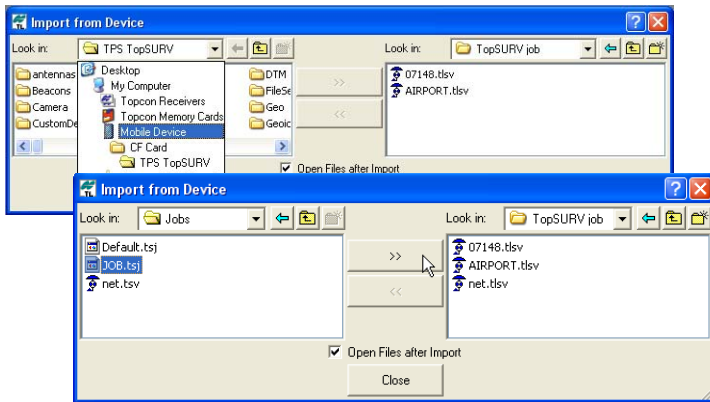 Import from Device
Look in: TPS TopSURV Look in: TopSURV job
antennas
Beacons
Camera
Desktop
My Computer
Topcon Receivers
Topcon Memory Cards
Mobile Device
CF Card
TPS TopSURV
DTM
Geo
>>
<<
07148.tlsv
AIRPORT.tlsv
Open Files after Import
Import from Device
Look in: Jobs Look in: TopSURV job
Default.tsj
JOB.tsj
net.tsv
>>
<<
07148.tlsv
AIRPORT.tlsv
net.tlsv
Open Files after Import
Close